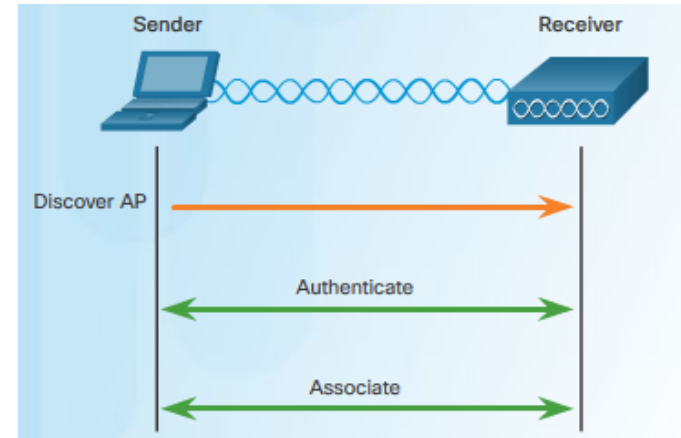 Sender
Receiver
Discover AP
Authenticate
Associate